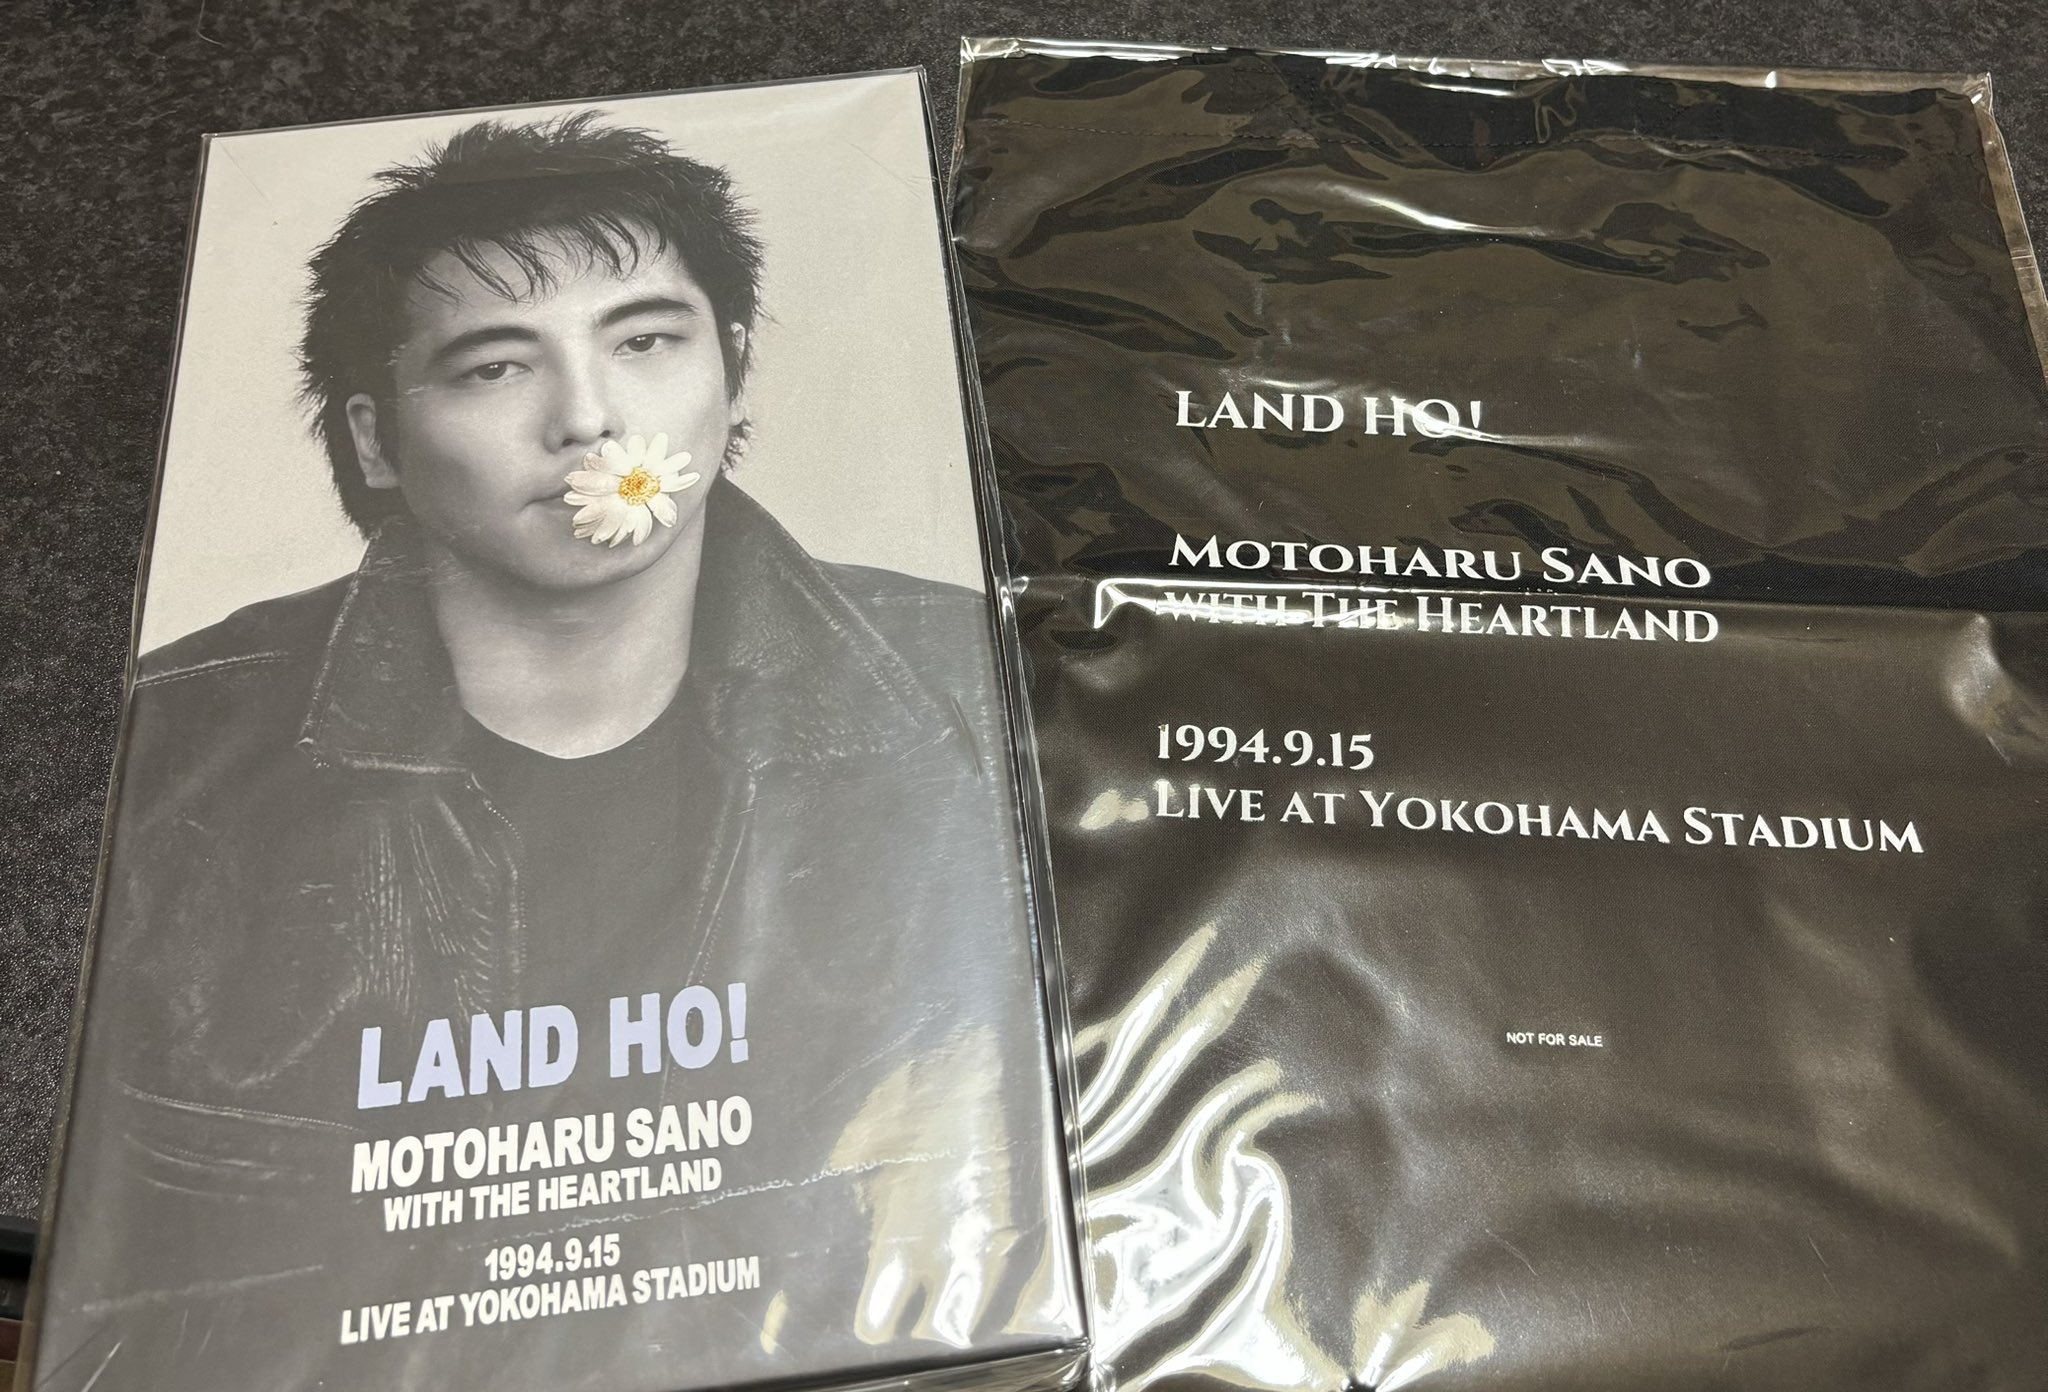 LAND HO!
MOTOHARU SANO
WITH THE HEARTLAND
1994.9.15
LIVE AT YOKOHAMA STADIUM
LAND HO!
MOTOHARU SANO
WITH THE HEARTLAND
1994.9.15
LIVE AT YOKOHAMA STADIUM
NOT FOR SALE